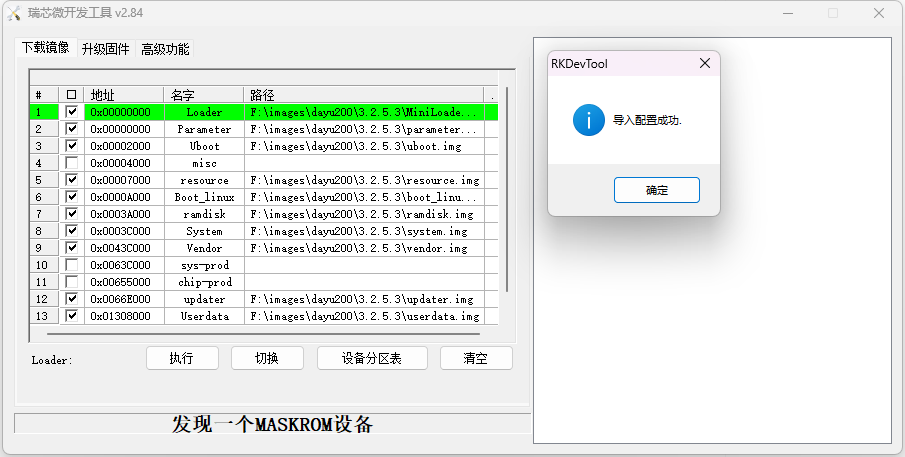 瑞芯微开发工具 v2.84
下载镜像 升级固件 高级功能
# 地址 名字 路径 .
1 0x00000000 Loader F:\images\dayu200\3.2.5.3\MiniLoade...
2 0x00000000 Parameter F:\images\dayu200\3.2.5.3\parameter...
3 0x00002000 Uboot F:\images\dayu200\3.2.5.3\uboot.img
4 0x00004000 misc
5 0x00007000 resource F:\images\dayu200\3.2.5.3\resource.img
6 0x0000A000 Boot_linux F:\images\dayu200\3.2.5.3\boot_linu...
7 0x0003A000 ramdisk F:\images\dayu200\3.2.5.3\ramdisk.img
8 0x0003C000 System F:\images\dayu200\3.2.5.3\system.img
9 0x0043C000 Vendor F:\images\dayu200\3.2.5.3\vendor.img
10 0x0063C000 sys-prod
11 0x00655000 chip-prod
12 0x0066E000 updater F:\images\dayu200\3.2.5.3\updater.img
13 0x01308000 Userdata F:\images\dayu200\3.2.5.3\userdata.img
Loader: 执行 切换 设备分区表 清空
发现一个MASKROM设备
RKDevTool
导入配置成功.
确定